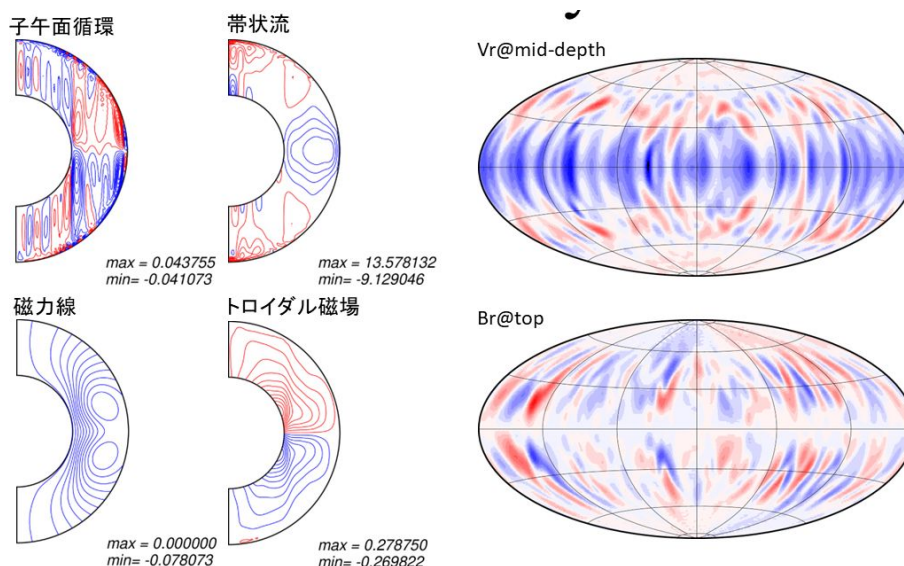 子午面循環
帯状流
Vr@mid-depth
max = 0.043755
min= -0.041073
max = 13.578132
min= -9.129046
磁力線
トロイダル磁場
Br@top
max = 0.000000
min= -0.078073
max = 0.278750
min= -0.269822